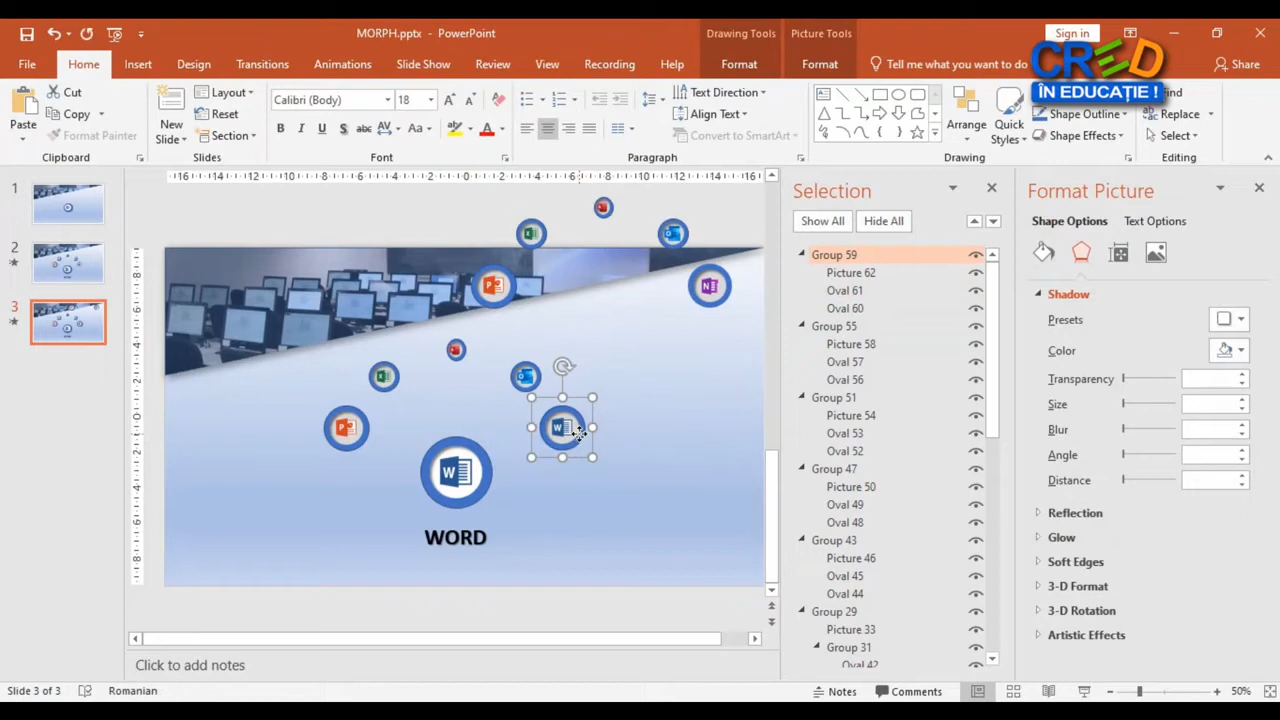 MORPH.pptx - PowerPoint
Drawing Tools
Picture Tools
Sign in
File
Home
Insert
Design
Transitions
Animations
Slide Show
Review
View
Recording
Help
Format
Format
Tell me what you want to do
Share
CRED
ÎN EDUCAȚIE !
Paste
Cut
Copy
Format Painter
Clipboard
New Slide
Layout
Reset
Section
Slides
Calibri (Body)
18
Font
Text Direction
Align Text
Convert to SmartArt
Paragraph
Arrange
Quick Styles
Shape Outline
Shape Effects
Drawing
Find
Replace
Select
Editing
1
2
3
WORD
Click to add notes
Selection
Show All
Hide All
Group 59
Picture 62
Oval 61
Oval 60
Group 55
Picture 58
Oval 57
Oval 56
Group 51
Picture 54
Oval 53
Oval 52
Group 47
Picture 50
Oval 49
Oval 48
Group 43
Picture 46
Oval 45
Oval 44
Group 29
Picture 33
Group 31
Oval 42
Format Picture
Shape Options
Text Options
Shadow
Presets
Color
Transparency
Size
Blur
Angle
Distance
Reflection
Glow
Soft Edges
3-D Format
3-D Rotation
Artistic Effects
Slide 3 of 3
Romanian
Notes
Comments
50%